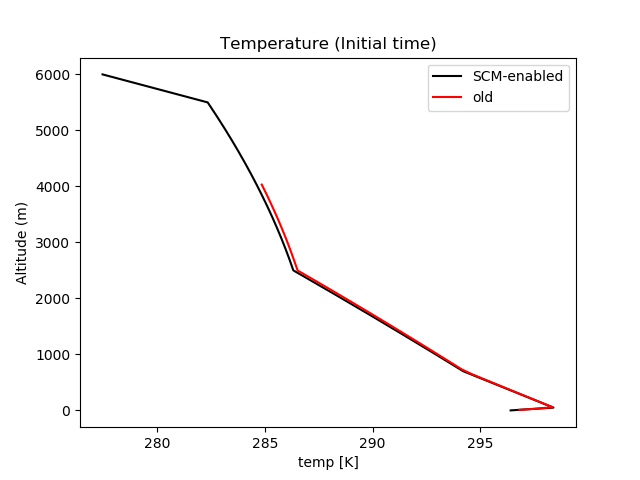 Temperature (Initial time)
SCM-enabled
old
6000
5000
4000
3000
2000
1000
0
Altitude (m)
280
285
290
295
temp [K]